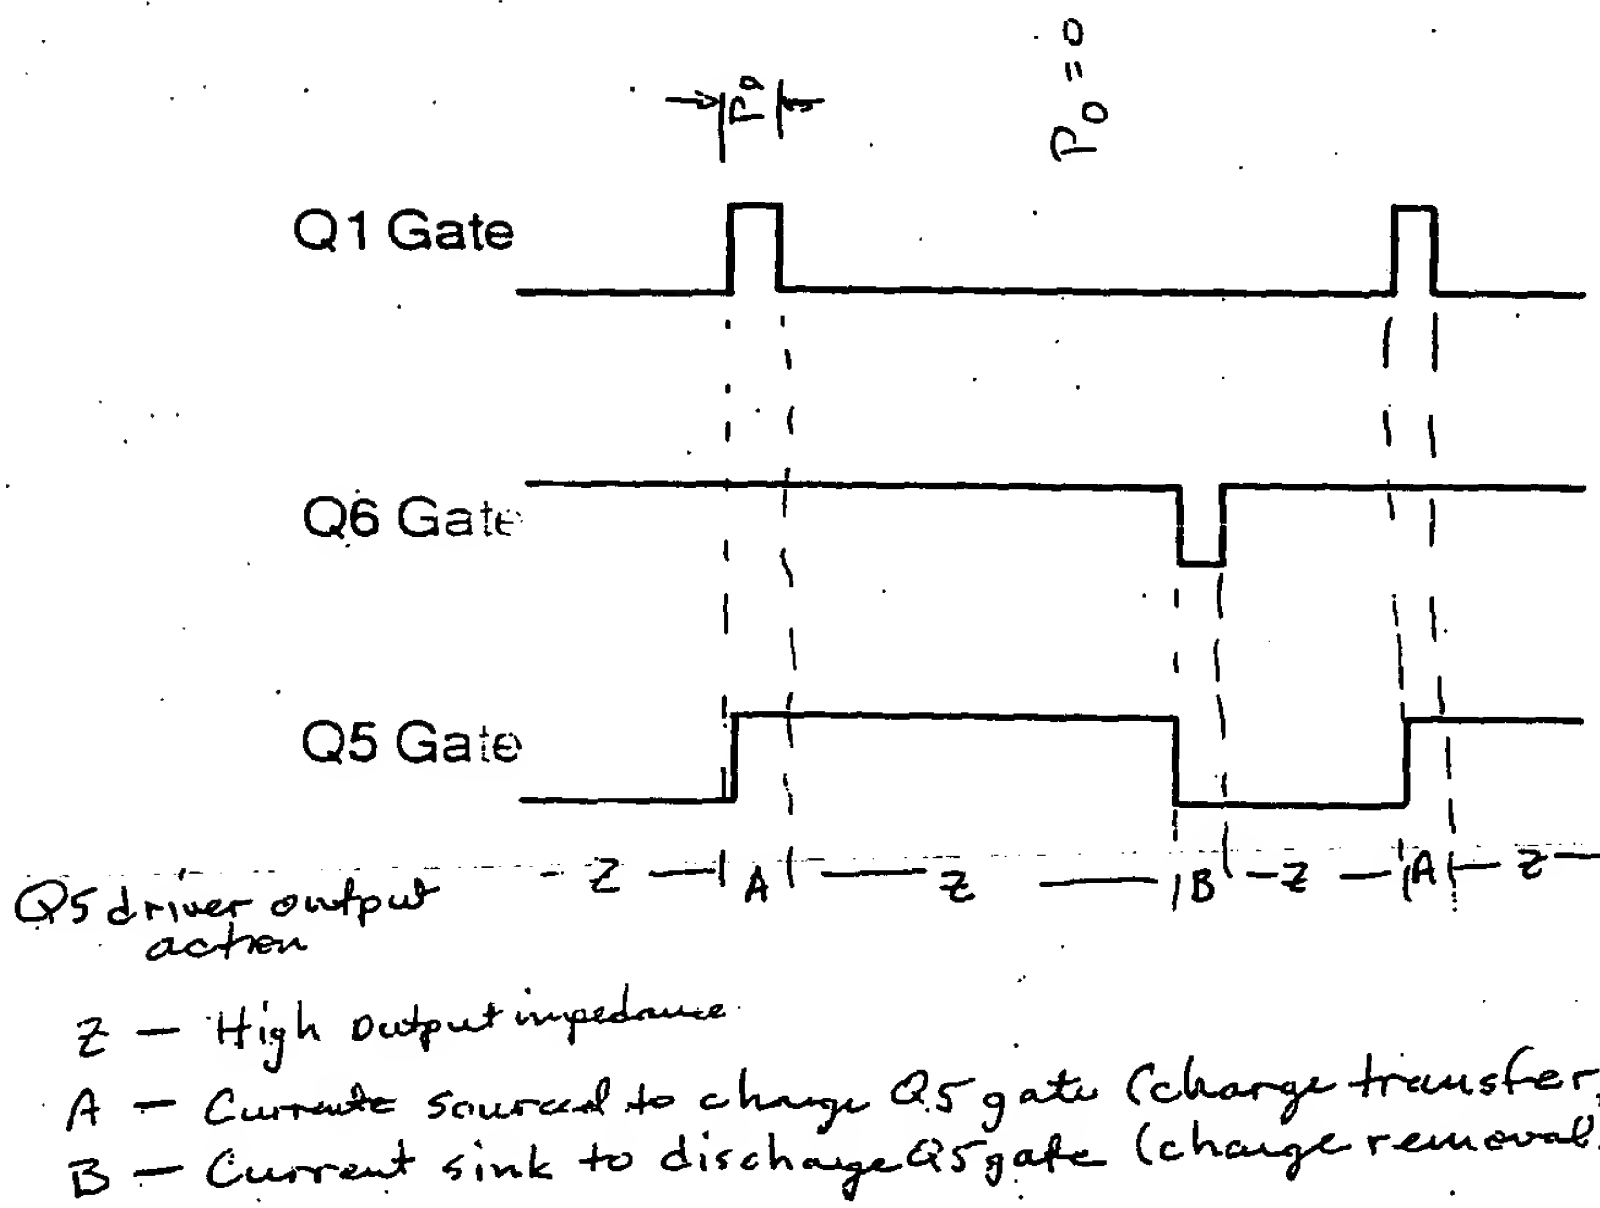 P0
P0 = 0
Q1 Gate
Q6 Gate
Q5 Gate
Z A Z B Z A Z
Q5 driver output
action
Z — High output impedance
A — Current sourced to charge Q5 gate (charge transfer)
B — Current sink to discharge Q5 gate (charge removal)